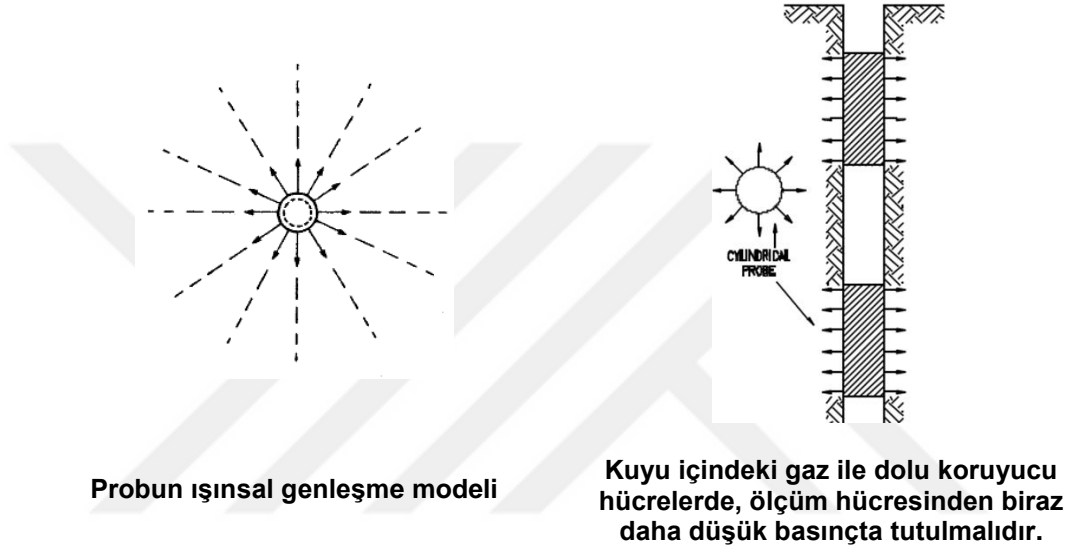 CYLINDRICAL
PROBE
Probun ışınsal genleşme modeli
Kuyu içindeki gaz ile dolu koruyucu
hücrelerde, ölçüm hücresinden biraz
daha düşük basınçta tutulmalıdır.